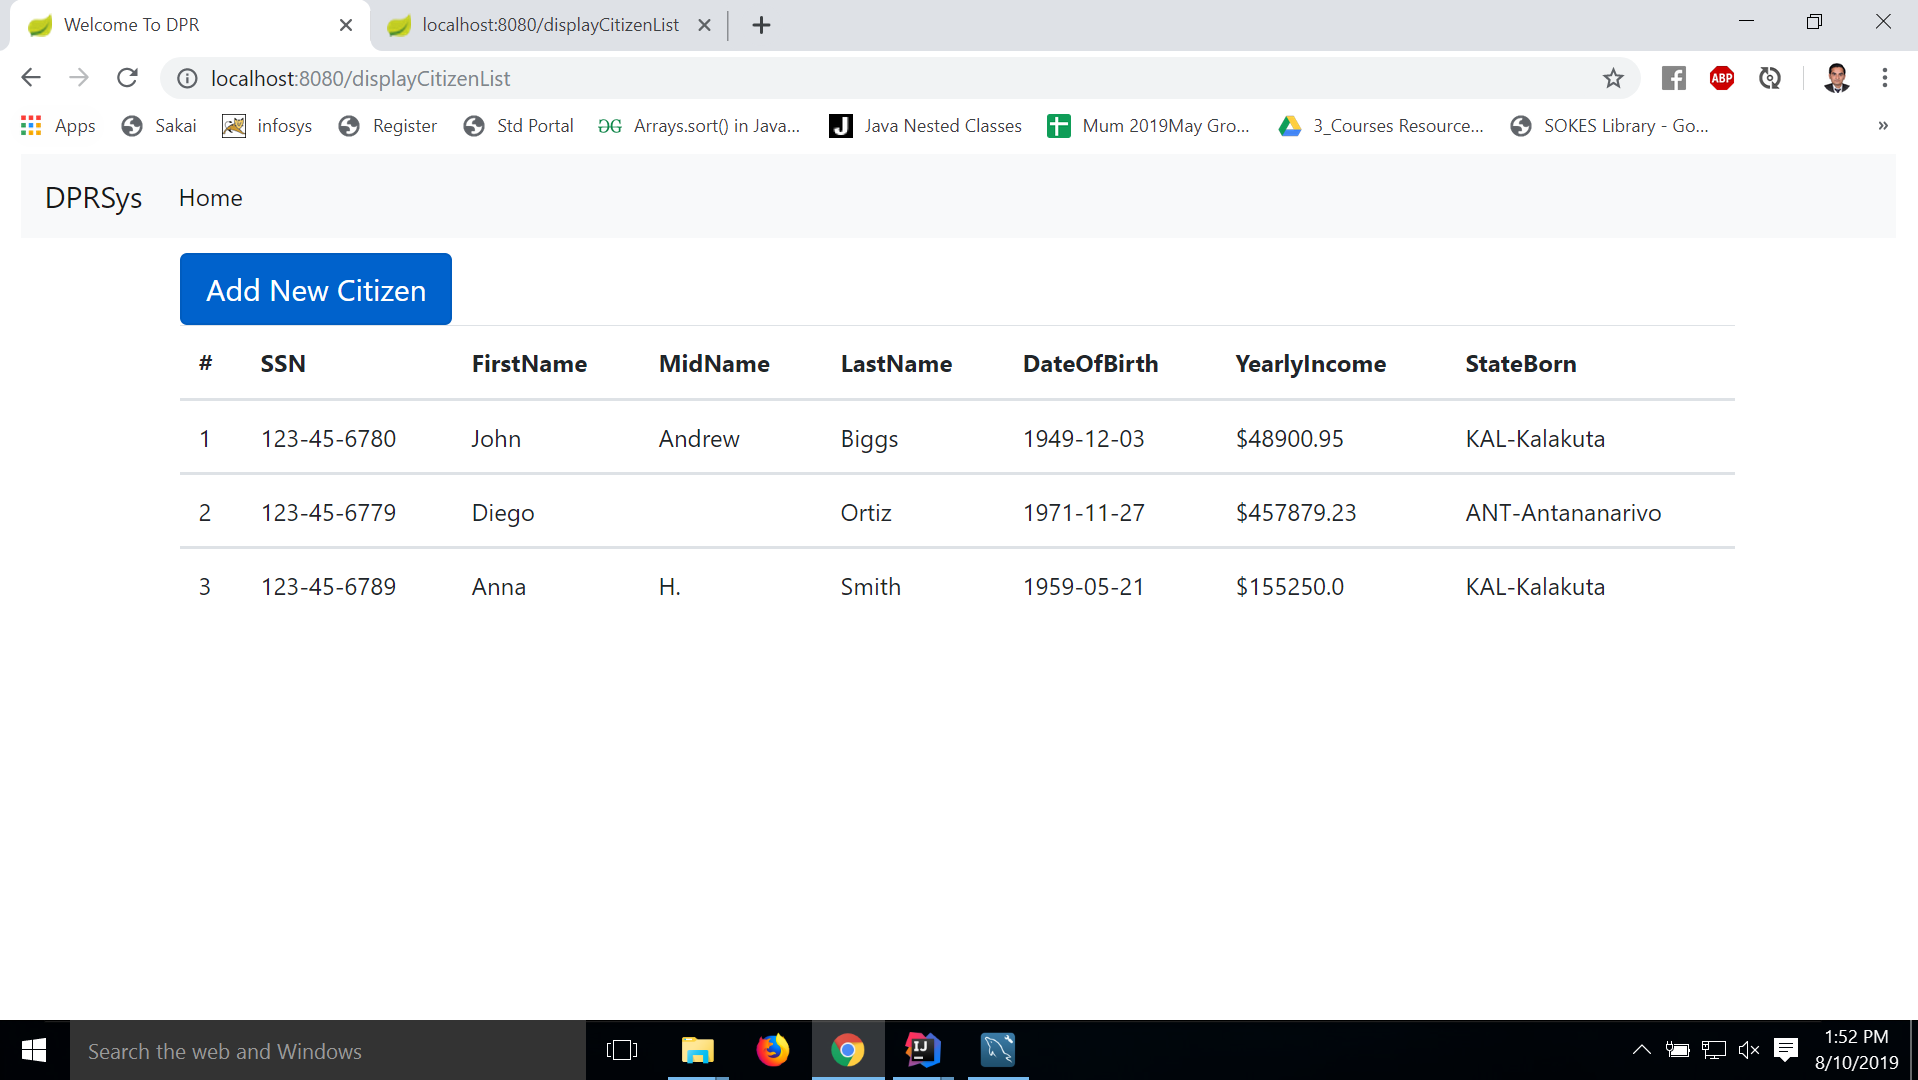 Welcome To DPR
localhost:8080/displayCitizenList
localhost:8080/displayCitizenList
ABP
Apps Sakai infosys Register Std Portal Arrays.sort() in Java... J Java Nested Classes Mum 2019May Gro... 3_Courses Resource... SOKES Library - Go... »
DPRSys Home
Add New Citizen
# SSN FirstName MidName LastName DateOfBirth YearlyIncome StateBorn
1 123-45-6780 John Andrew Biggs 1949-12-03 $48900.95 KAL-Kalakuta
2 123-45-6779 Diego Ortiz 1971-11-27 $457879.23 ANT-Antananarivo
3 123-45-6789 Anna H. Smith 1959-05-21 $155250.0 KAL-Kalakuta
Search the web and Windows
IJ
1:52 PM
8/10/2019